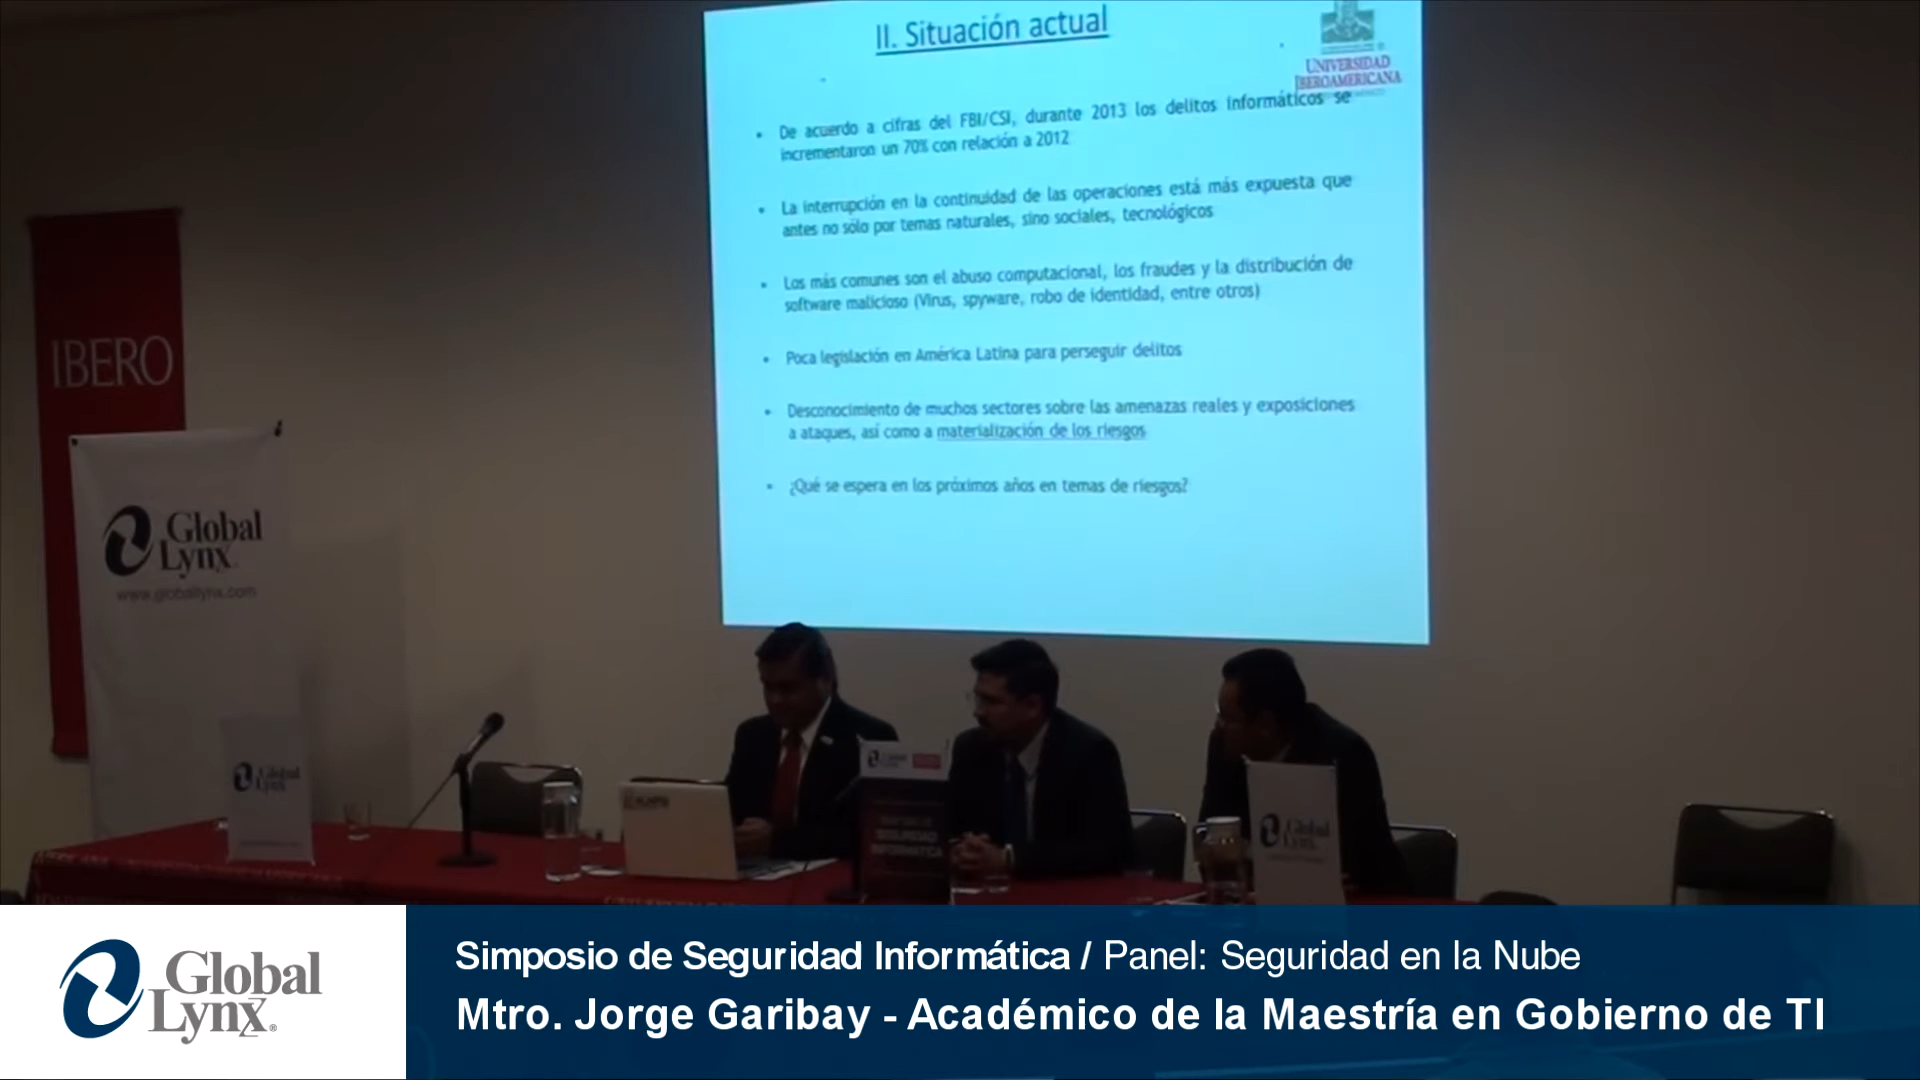 II. Situación actual
UNIVERSIDAD
IBEROAMERICANA
• De acuerdo a cifras del FBI/CSI, durante 2013 los delitos informáticos se
incrementaron un 70% con relación a 2012
• La interrupción en la continuidad de las operaciones está más expuesta que
antes no sólo por temas naturales, sino sociales, tecnológicos
• Los más comunes son el abuso computacional, los fraudes y la distribución de
software malicioso (Virus, spyware, robo de identidad, entre otros)
• Poca legislación en América Latina para perseguir delitos
• Desconocimiento de muchos sectores sobre las amenazas reales y exposiciones
a ataques, así como a materialización de los riesgos
• ¿Qué se espera en los próximos años en temas de riesgos?
IBERO
Global
Lynx
www.globallynx.com
Global
Lynx
SEGURIDAD
INFORMÁTICA
Global
Lynx
Global
Lynx®
Simposio de Seguridad Informática / Panel: Seguridad en la Nube
Mtro. Jorge Garibay - Académico de la Maestría en Gobierno de TI